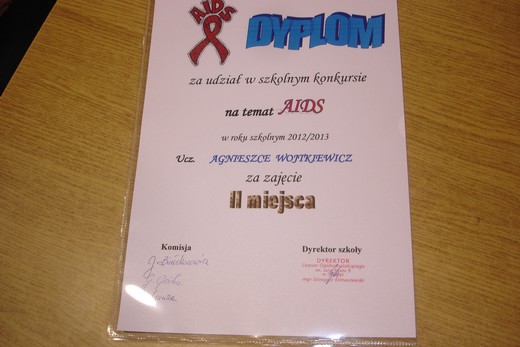 AIDS
DYPLOM
za udział w szkolnym konkursie
na temat AIDS
w roku szkolnym 2012/2013
Ucz. AGNIESZCE WOJTKIEWICZ
za zajęcie
II miejsca
Komisja Dyrektor szkoły
DYREKTOR